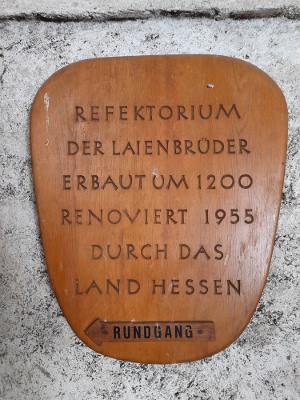 REFEKTORIUM
DER LAIENBRÜDER
ERBAUT UM 1200
RENOVIERT 1955
DURCH DAS
LAND HESSEN
RUNDGANG